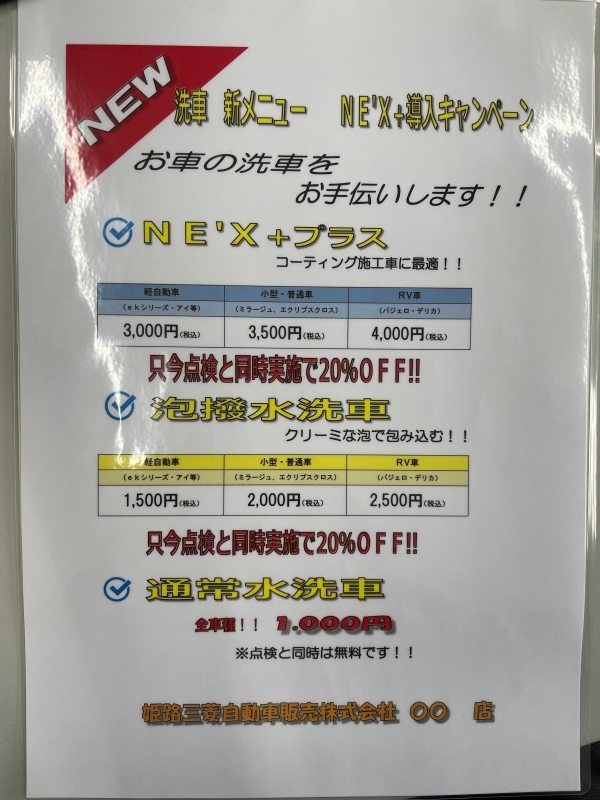 NEW
洗車 新メニュー NE'X+導入キャンペーン
お車の洗車を
お手伝いします!!
NE'X+プラス
コーティング施工車に最適!!
軽自動車 小型・普通車 RV車
(ekシリーズ・アイ等) (ミラージュ、エクリプスクロス) (パジェロ・デリカ)
3,000円(税込) 3,500円(税込) 4,000円(税込)
只今点検と同時実施で20%OFF!!
泡撥水洗車
クリーミな泡で包み込む!!
軽自動車 小型・普通車 RV車
(ekシリーズ・アイ等) (ミラージュ、エクリプスクロス) (パジェロ・デリカ)
1,500円(税込) 2,000円(税込) 2,500円(税込)
只今点検と同時実施で20%OFF!!
通常水洗車
全車種!! 1,000円
※点検と同時は無料です!!
姫路三菱自動車販売株式会社 〇〇 店